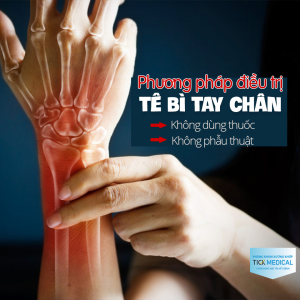 Phương pháp điều trị
TÊ BÌ TAY CHÂN
Không dùng thuốc
Không phẫu thuật
TICK MEDICAL